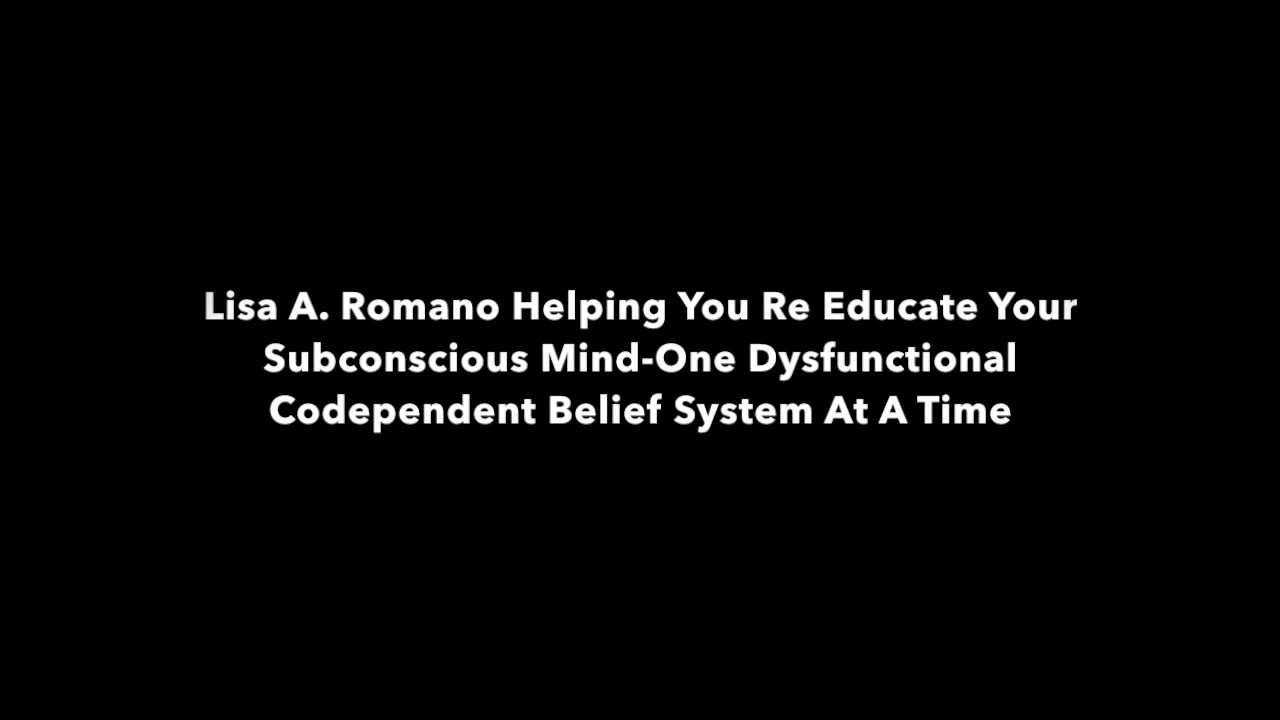 Lisa A. Romano Helping You Re Educate Your
Subconscious Mind-One Dysfunctional
Codependent Belief System At A Time